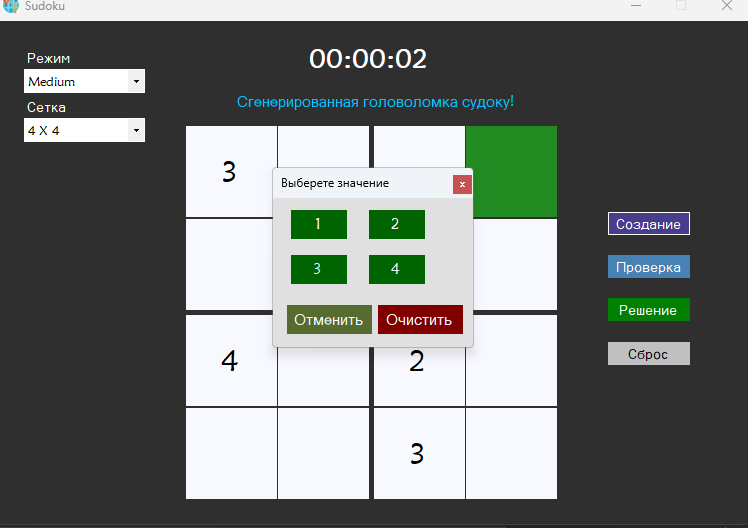 Sudoku
00:00:02
Режим
Medium
Сгенерированная головоломка судоку!
Сетка
4 X 4
3
Выберете значение
x
1 2
3 4
Отменить Очистить
4 2
3
Создание
Проверка
Решение
Сброс